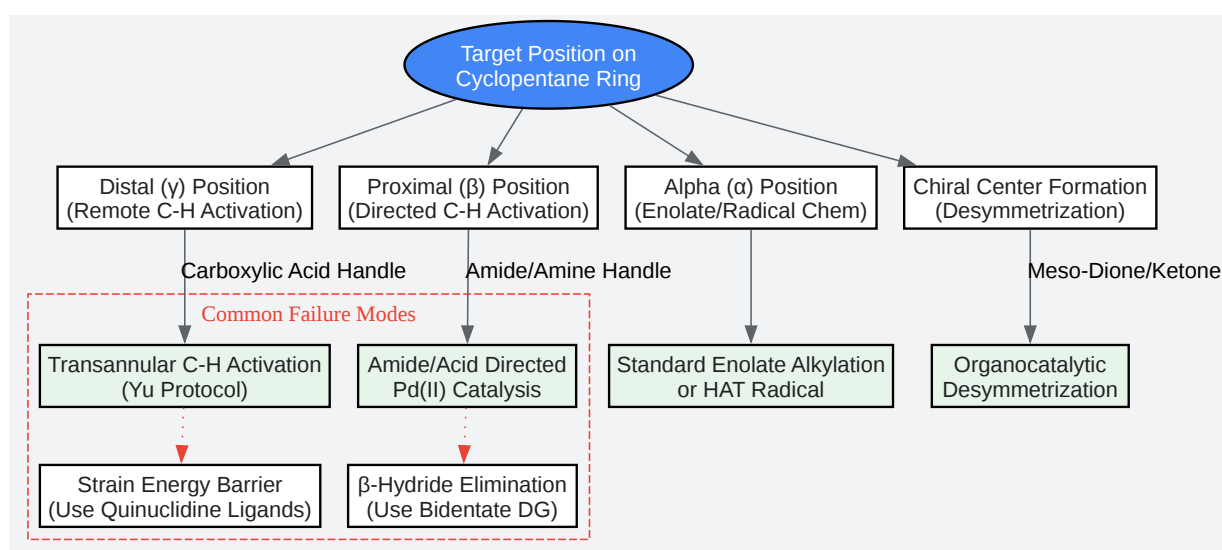 Target Position on
Cyclopentane Ring
Distal (γ) Position
(Remote C-H Activation)
Proximal (β) Position
(Directed C-H Activation)
Alpha (α) Position
(Enolate/Radical Chem)
Chiral Center Formation
(Desymmetrization)
Carboxylic Acid Handle
Amide/Amine Handle
Meso-Dione/Ketone
Common Failure Modes
Transannular C-H Activation
(Yu Protocol)
Amide/Acid Directed
Pd(II) Catalysis
Standard Enolate Alkylation
or HAT Radical
Organocatalytic
Desymmetrization
Strain Energy Barrier
(Use Quinuclidine Ligands)
β-Hydride Elimination
(Use Bidentate DG)